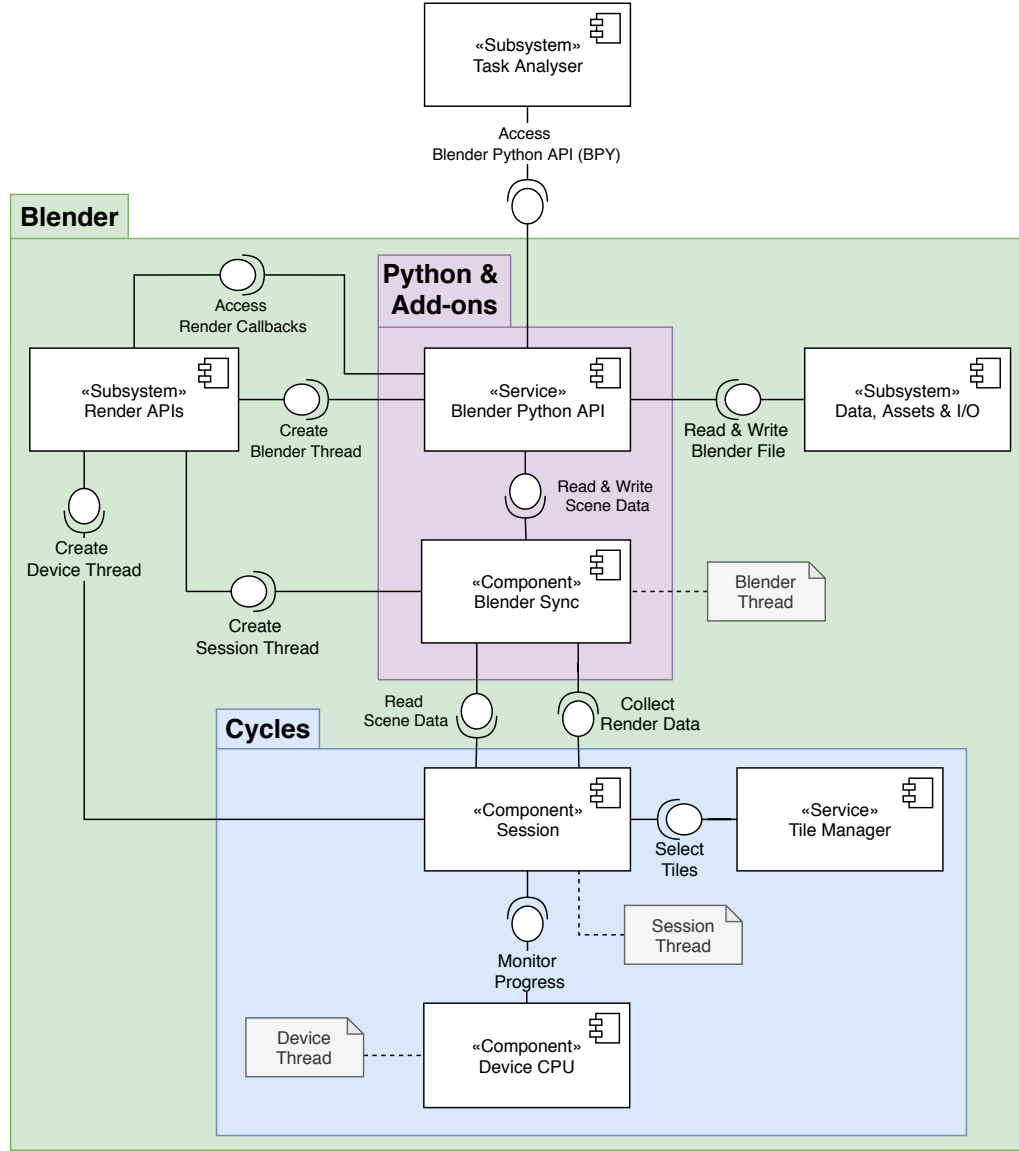 «Subsystem»
Task Analyser
Access
Blender Python API (BPY)
Blender
Python &
Add-ons
Access
Render Callbacks
«Subsystem»
Render APIs
Create
Blender Thread
«Service»
Blender Python API
Read & Write
Blender File
«Subsystem»
Data, Assets & I/O
Read & Write
Scene Data
Create
Device Thread
Create
Session Thread
«Component»
Blender Sync
Blender
Thread
Read
Scene Data
Collect
Render Data
Cycles
«Component»
Session
Select
Tiles
«Service»
Tile Manager
Session
Thread
Monitor
Progress
Device
Thread
«Component»
Device CPU